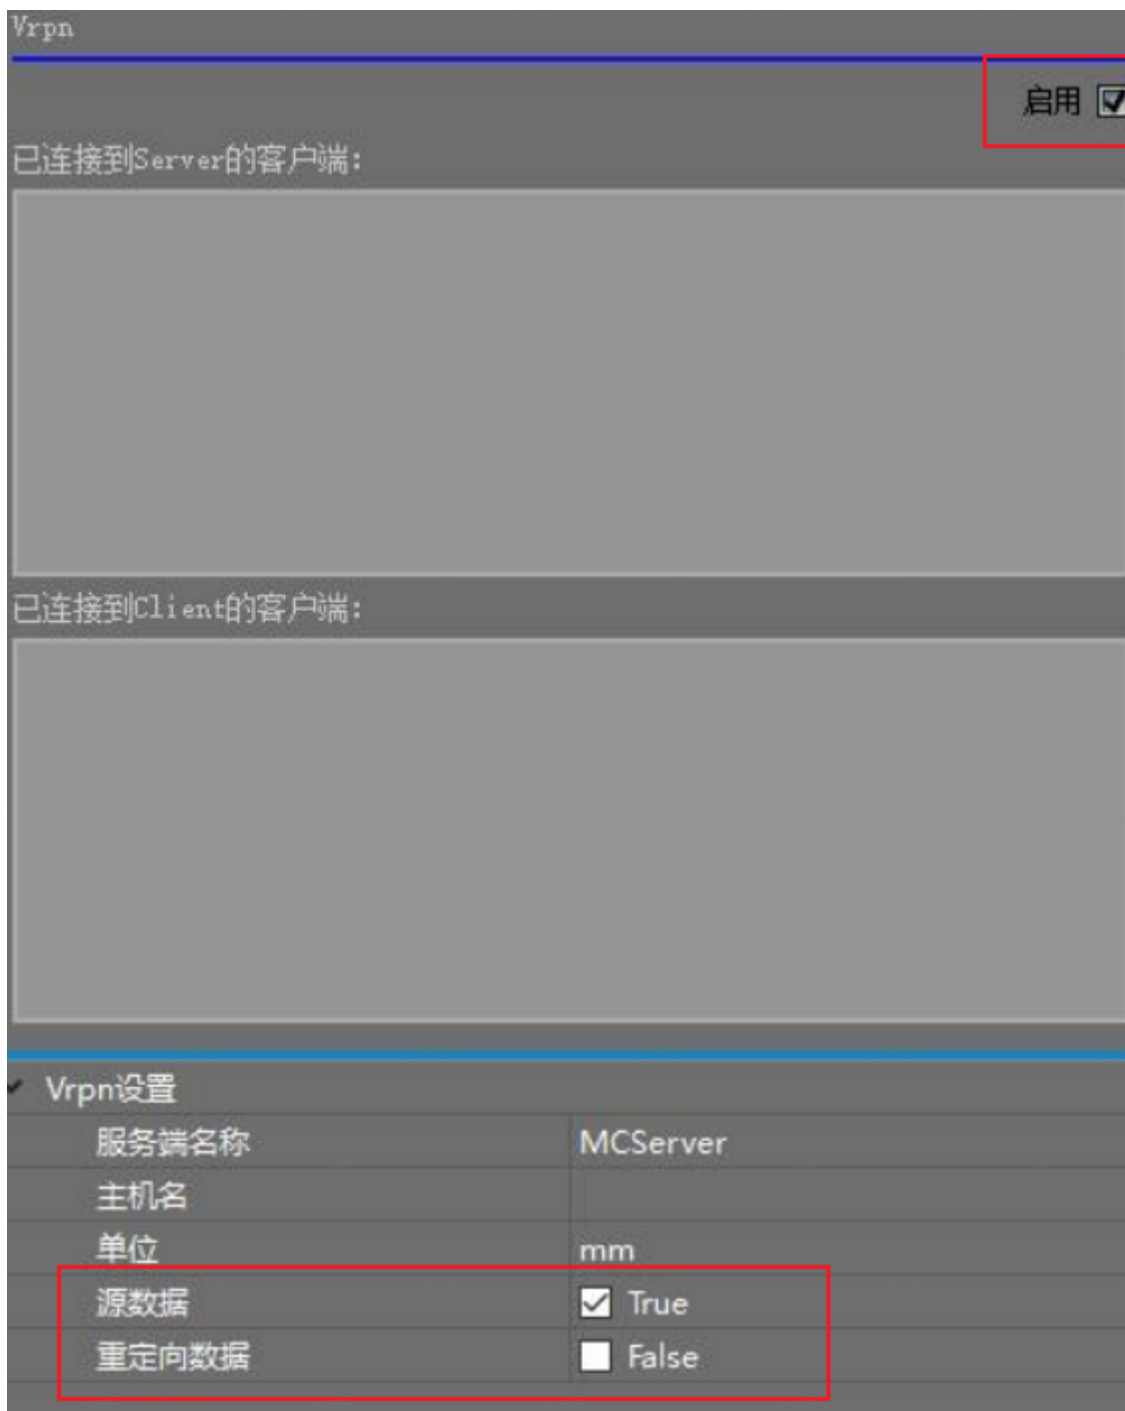 Vrpn
启用
已连接到Server的客户端:
已连接到Client的客户端:
Vrpn设置
服务端名称 MCServer
主机名
单位 mm
源数据 True
重定向数据 False